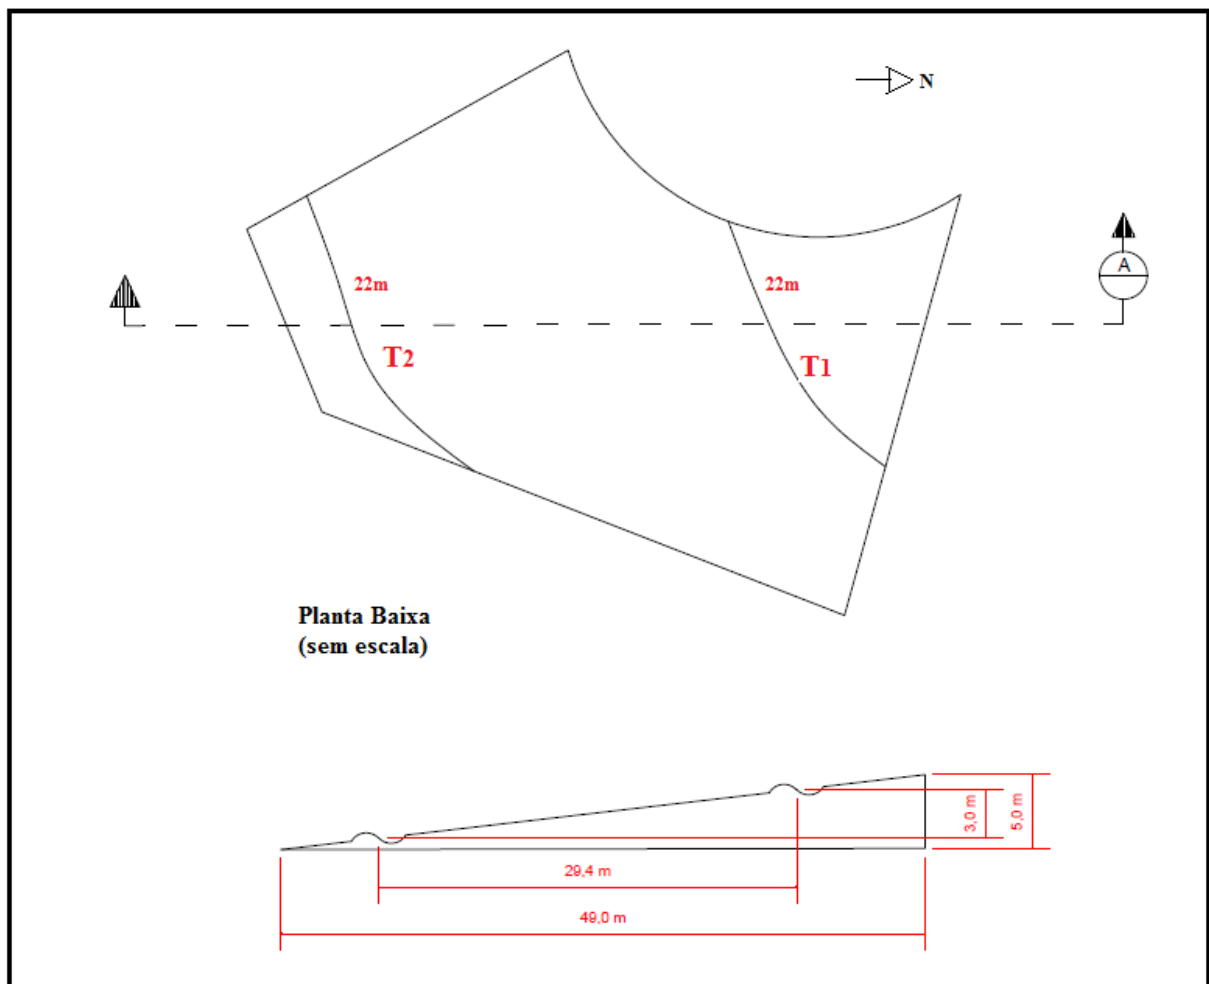 N
A
22m
22m
T2
T1
Planta Baixa
(sem escala)
3,0 m
5,0 m
29,4 m
49,0 m